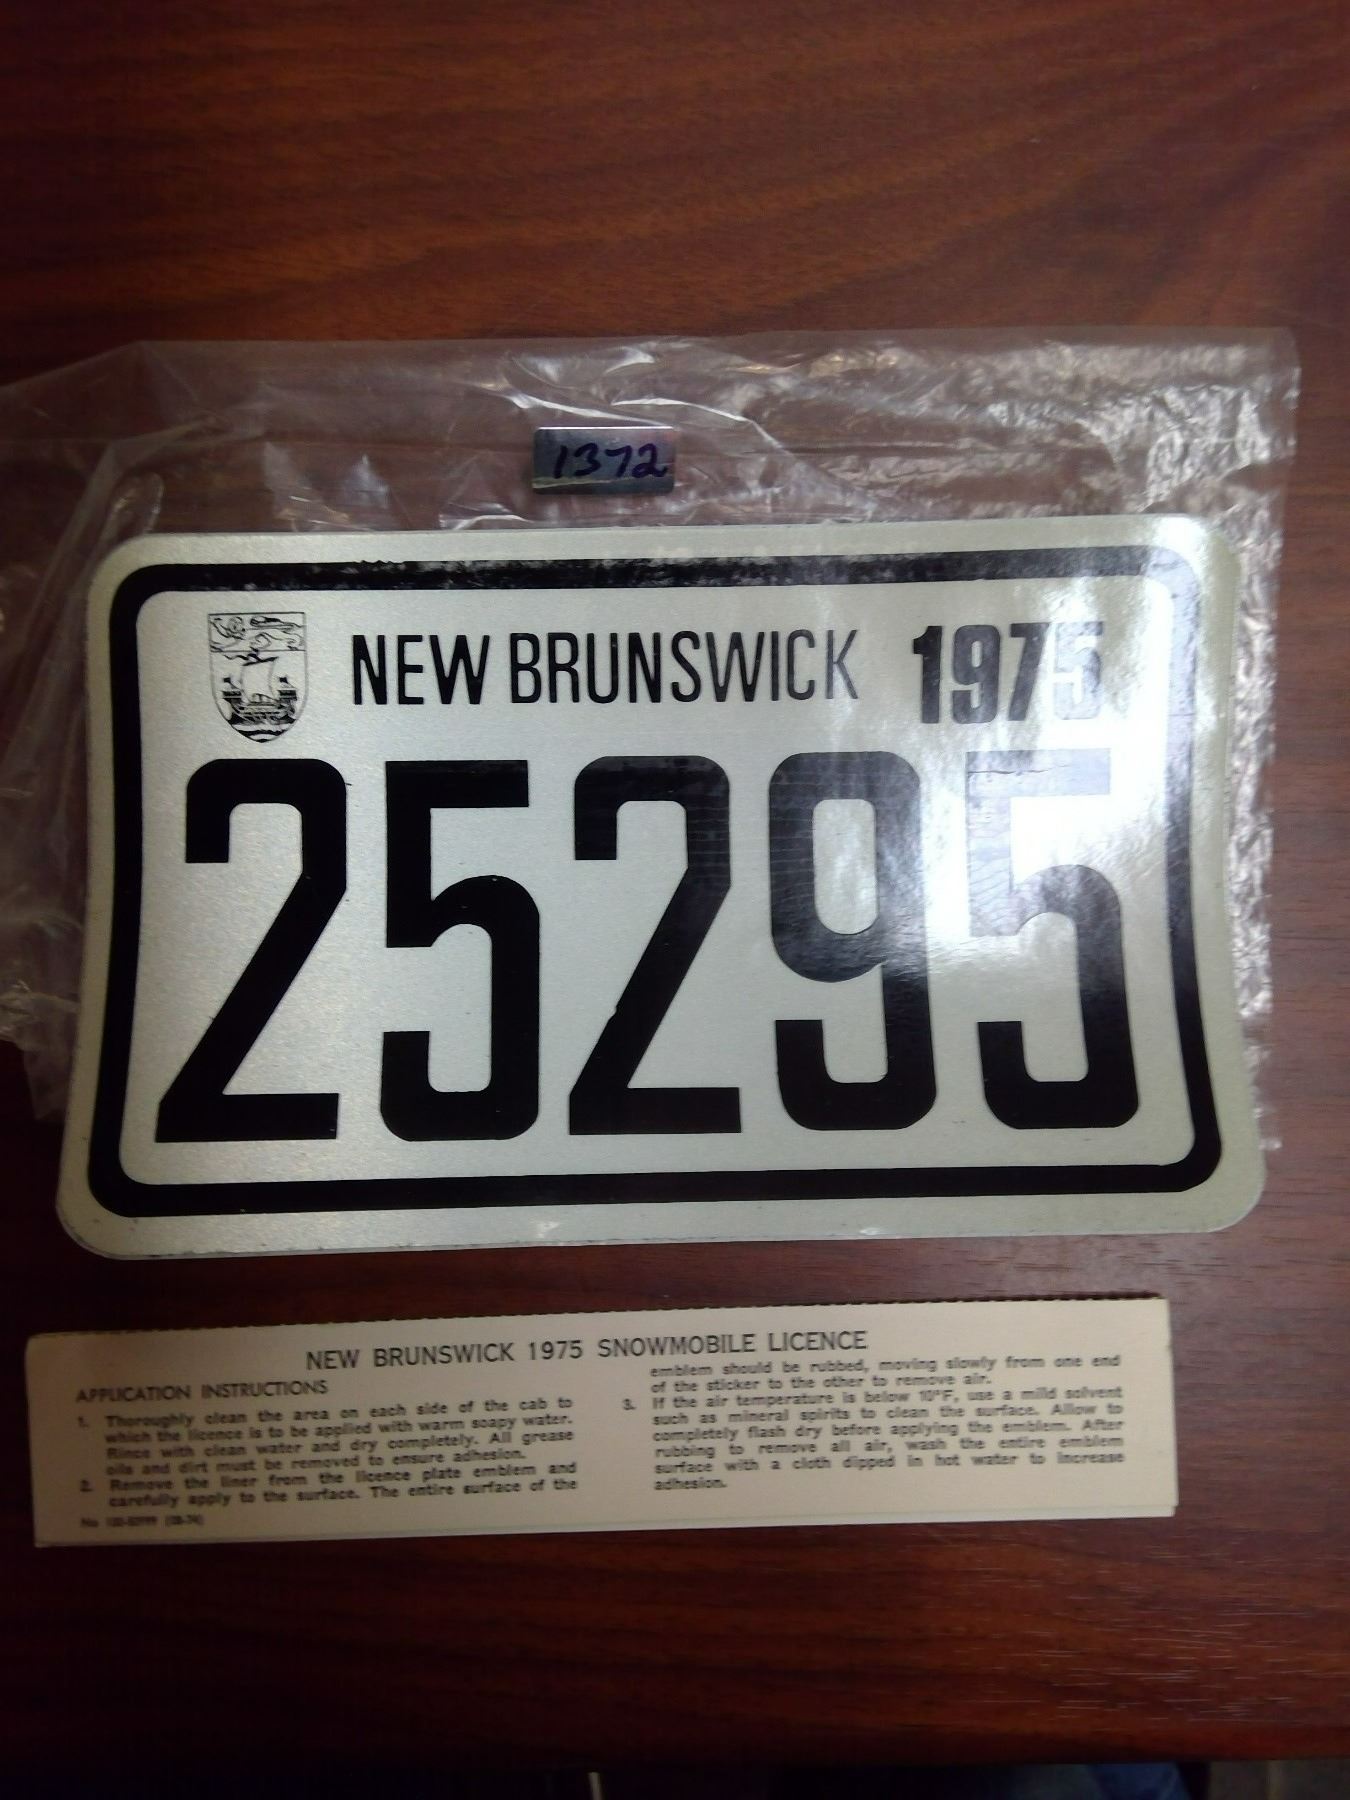 1372
NEW BRUNSWICK 1975
25295
NEW BRUNSWICK 1975 SNOWMOBILE LICENCE
APPLICATION INSTRUCTIONS
1. Thoroughly clean the area on each side of the cab to
which the licence is to be applied with warm soapy water.
Rince with clean water and dry completely. All grease
oils and dirt must be removed to ensure adhesion.
2. Remove the liner from the licence plate emblem and
carefully apply to the surface. The entire surface of the
emblem should be rubbed, moving slowly from one end
of the sticker to the other to remove air.
3. If the air temperature is below 10°F, use a mild solvent
such as mineral spirits to clean the surface. Allow to
completely flash dry before applying the emblem. After
rubbing to remove all air, wash the entire emblem
surface with a cloth dipped in hot water to increase
adhesion.